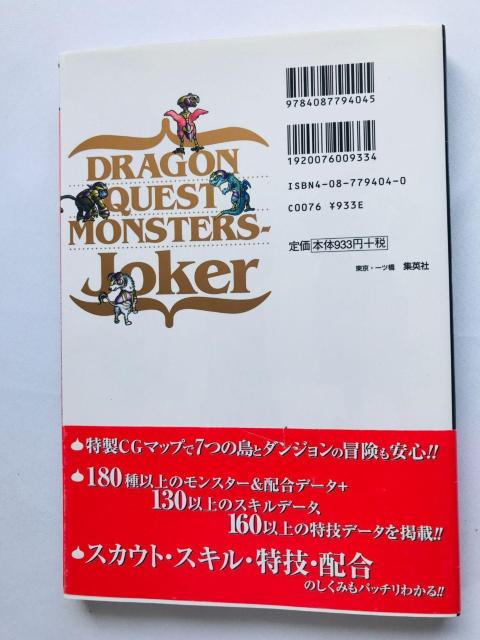 9784087794045
1920076009334
ISBN4-08-779404-0
C0076 ¥933E
定価 本体933円+税
東京・一ツ橋 集英社
DRAGON
QUEST
MONSTERS-
Joker
特製CGマップで7つの島とダンジョンの冒険も安心!!
180種以上のモンスター&配合データ+
130以上のスキルデータ、
160以上の特技データを掲載!!
スカウト・スキル・特技・配合
のしくみもバッチリわかる!!